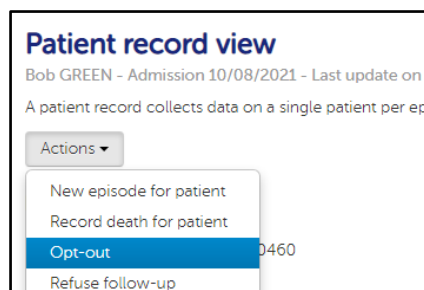 Patient record view
Bob GREEN - Admission 10/08/2021 - Last update on
A patient record collects data on a single patient per ep
Actions
New episode for patient
Record death for patient
Opt-out
0460
Refuse follow-up